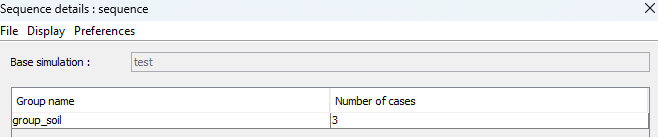 Sequence details : sequence
File Display Preferences
Base simulation : test
Group name Number of cases
group_soil 3